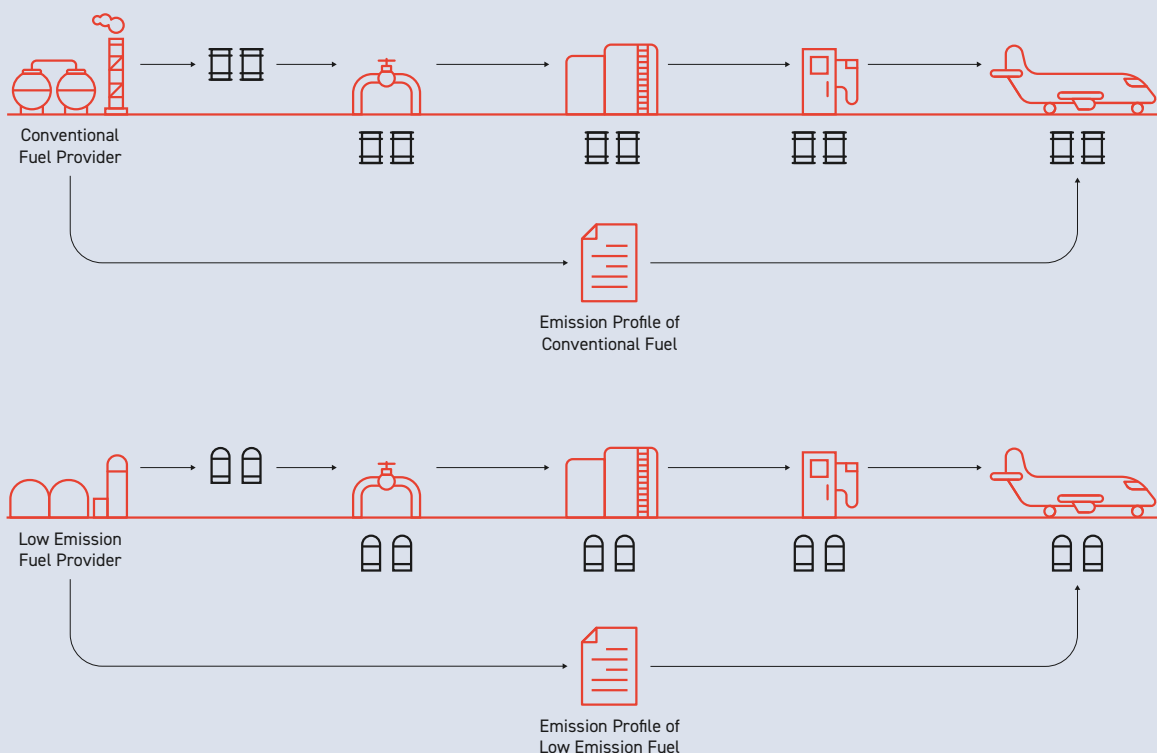 Conventional
Fuel Provider
Emission Profile of
Conventional Fuel
Low Emission
Fuel Provider
Emission Profile of
Low Emission Fuel